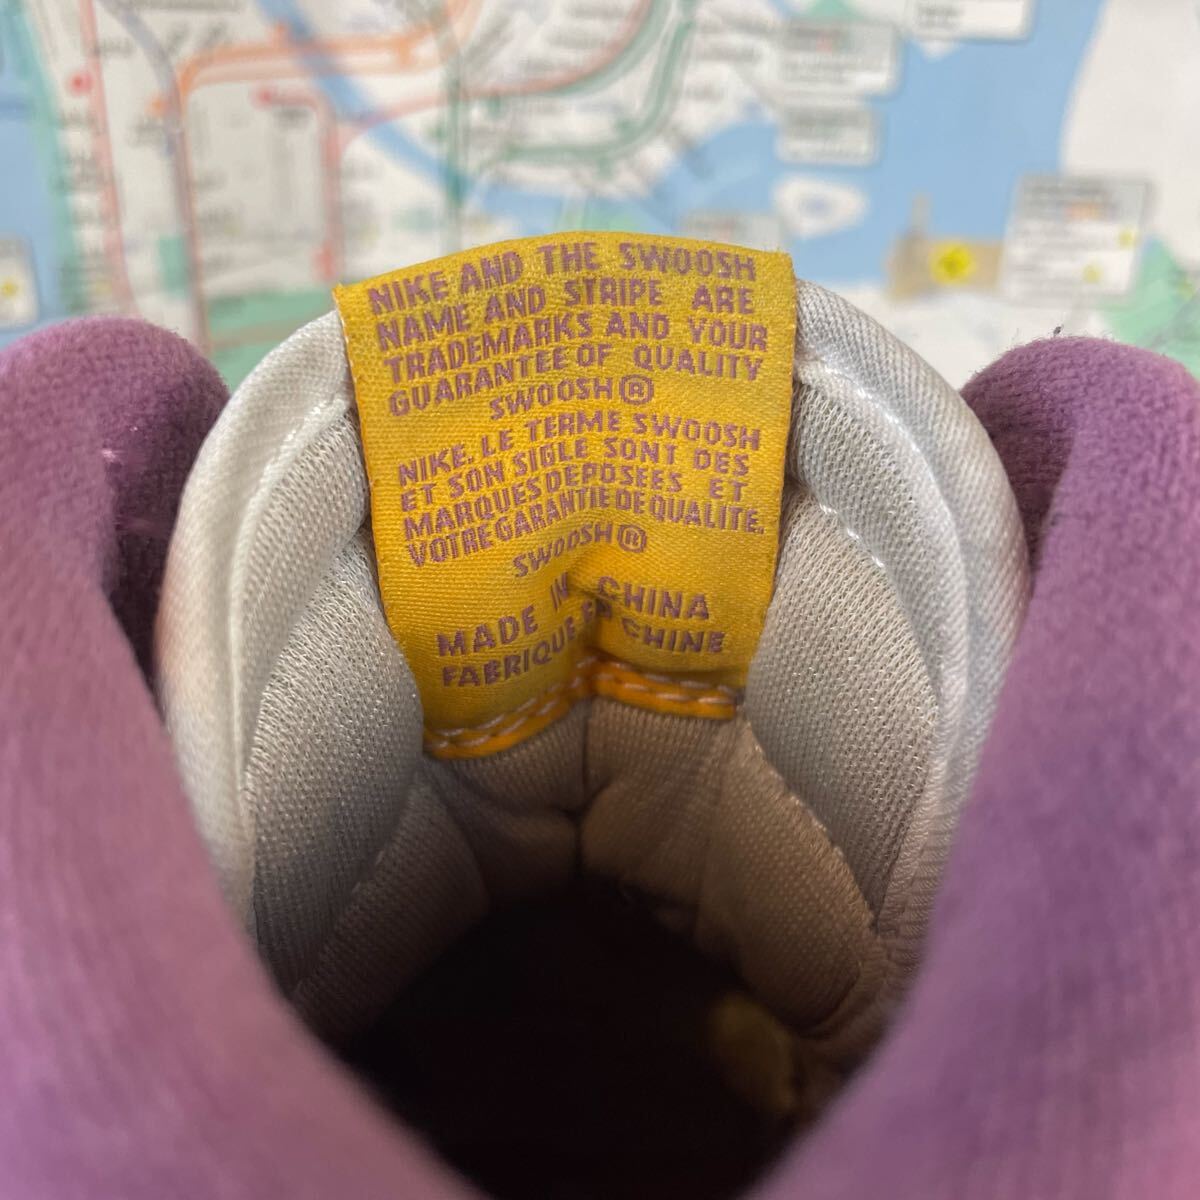 NIKE AND THE SWOOSH
NAME AND STRIPE ARE
TRADEMARKS AND YOUR
GUARANTEE OF QUALITY
SWOOSH®
NIKE. LE TERME SWOOSH
ET SON SIGLE SONT DES
MARQUES DEPOSEES ET
VOTRE GARANTIE DE QUALITE.
SWOOSH®
MADE IN CHINA
FABRIQUE EN CHINE